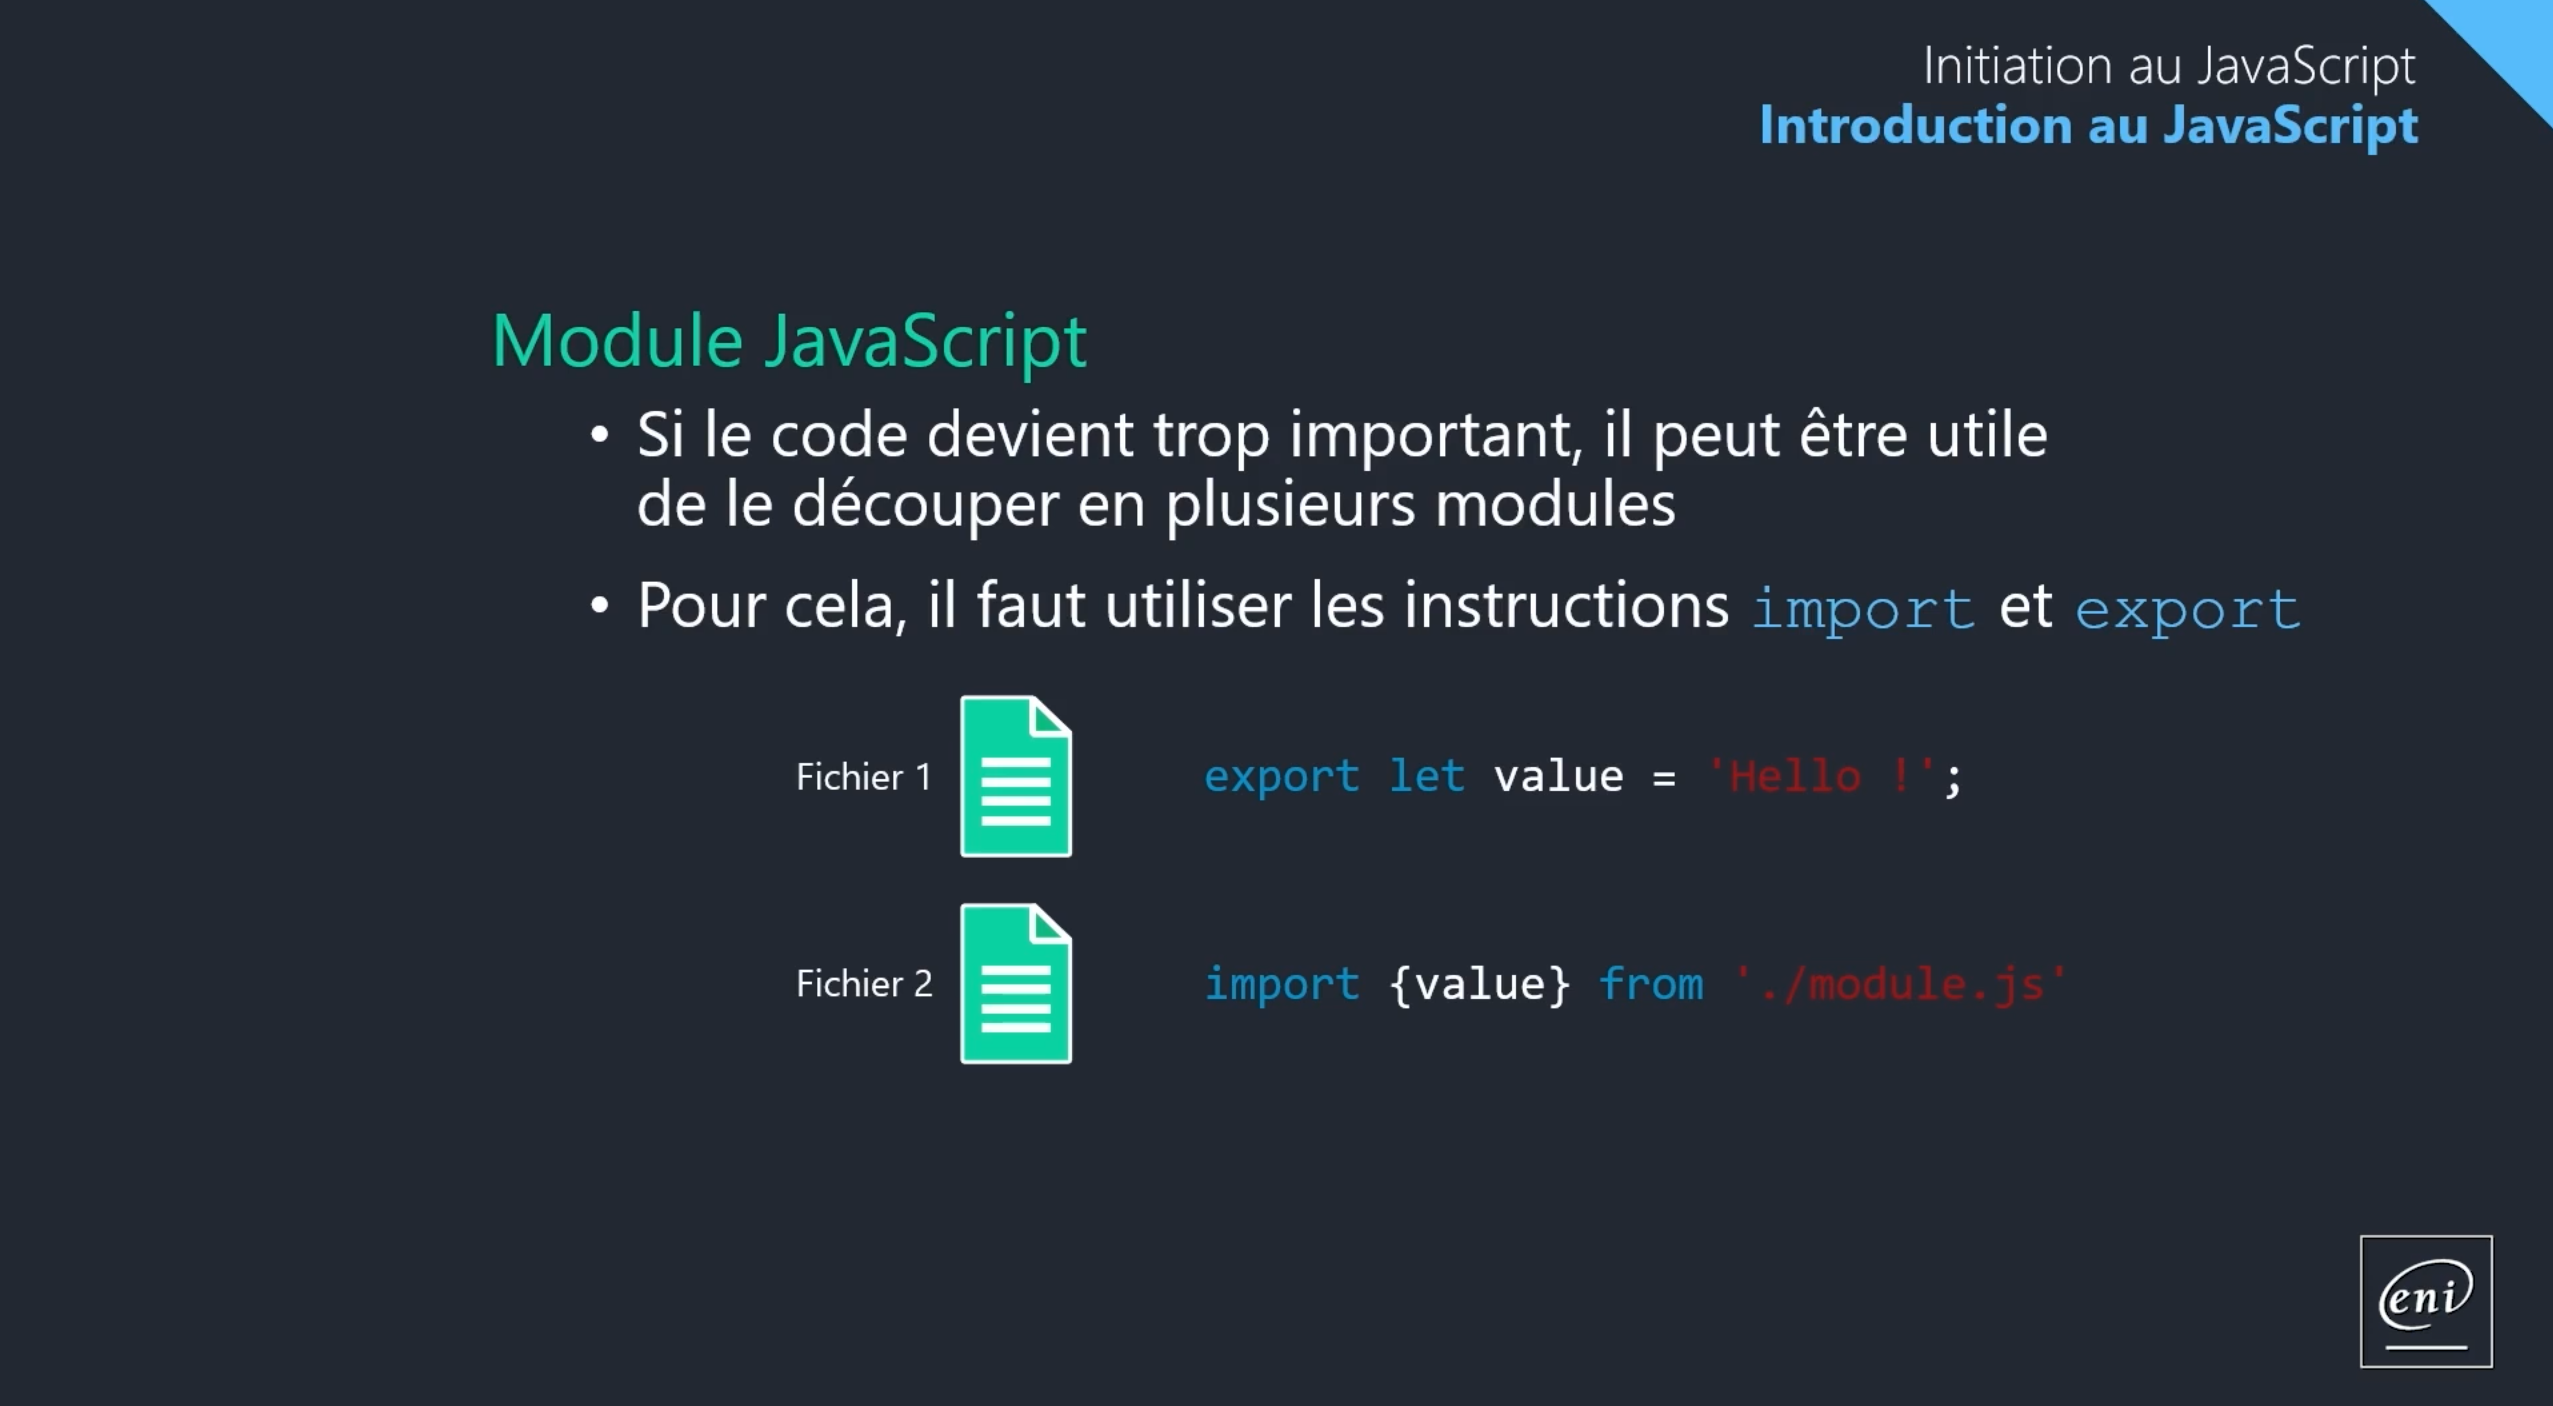 Initiation au JavaScript
Introduction au JavaScript
Module JavaScript
• Si le code devient trop important, il peut être utile
de le découper en plusieurs modules
• Pour cela, il faut utiliser les instructions import et export
Fichier 1
export let value = 'Hello !';
Fichier 2
import {value} from './module.js'
eni